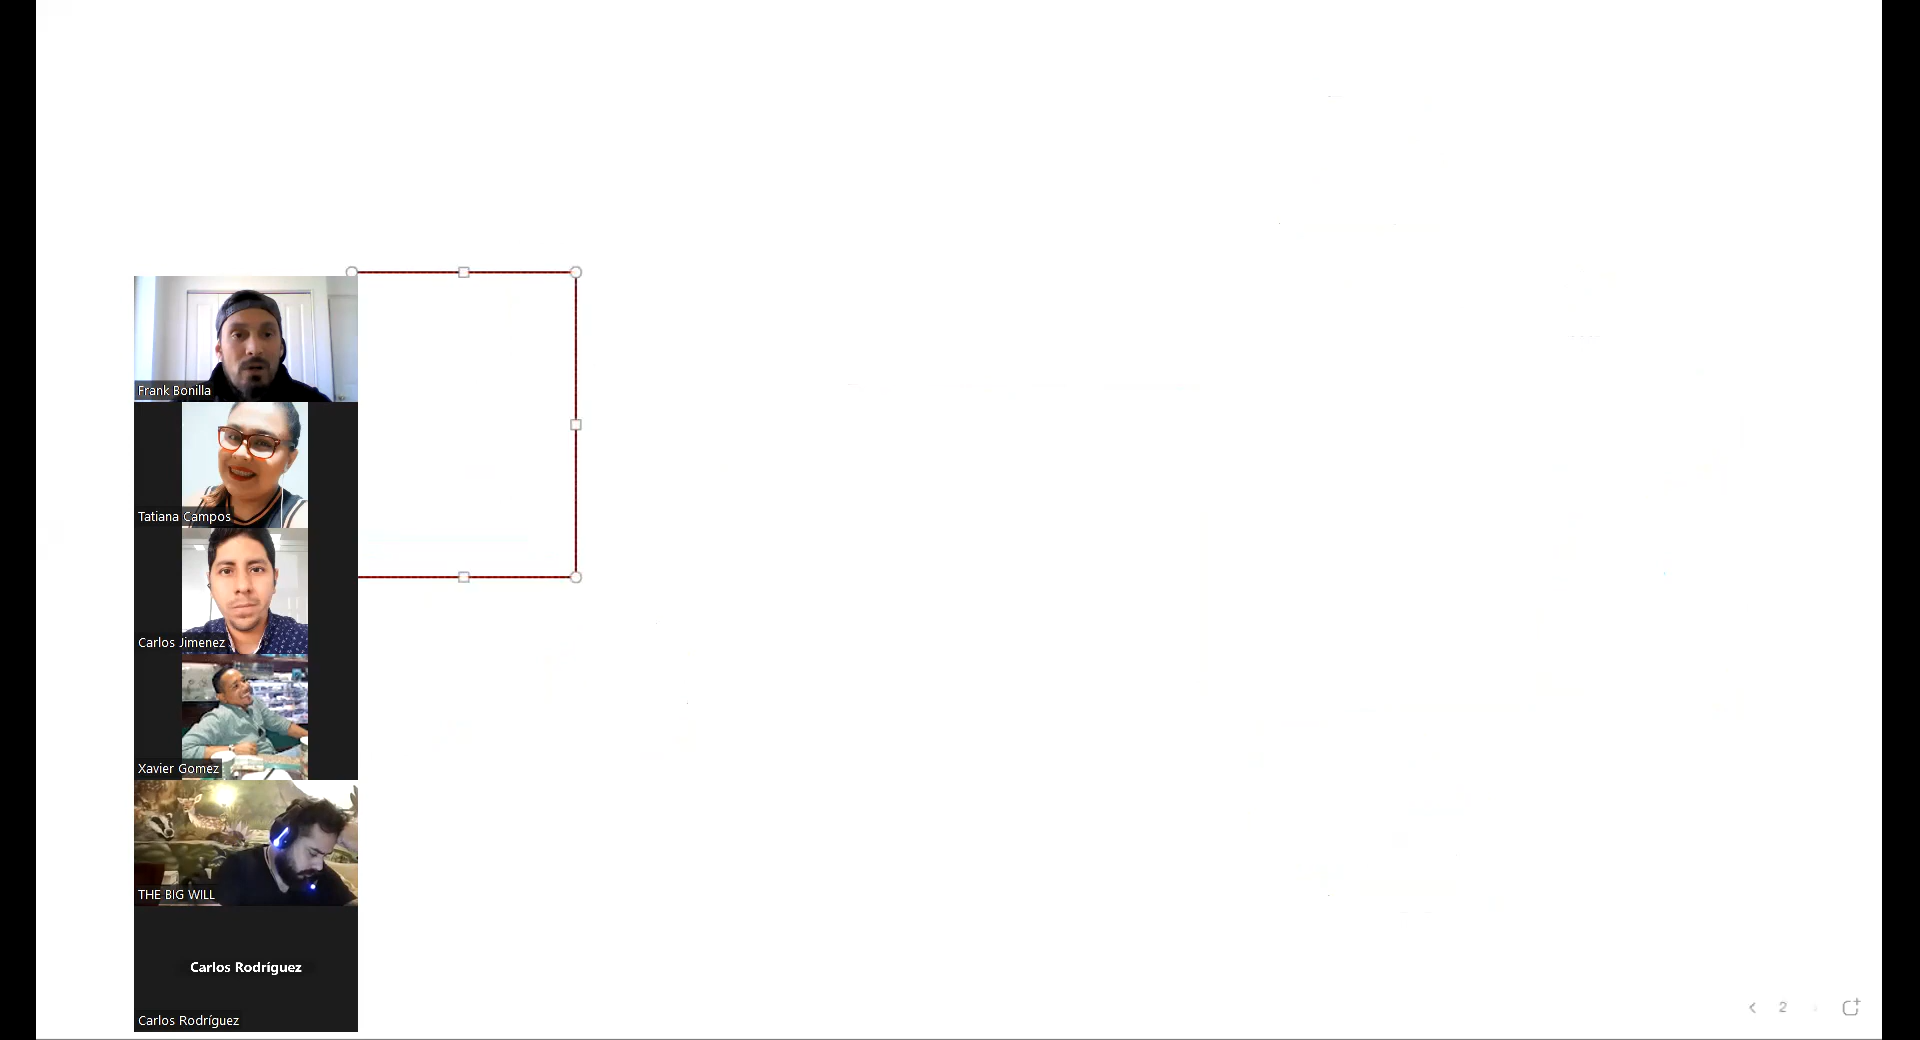 Frank Bonilla
Tatiana Campos
Carlos Jimenez
Xavier Gomez
THE BIG WILL
Carlos Rodríguez
Carlos Rodríguez
2